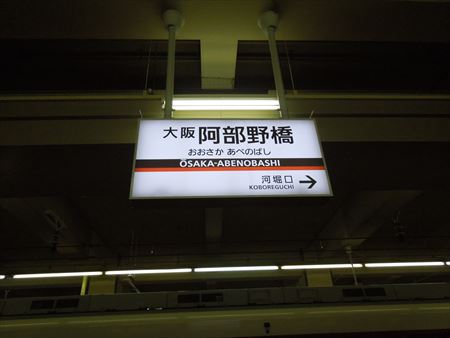 大阪 阿部野橋
おおさか あべのばし
ŌSAKA-ABENOBASHI
河堀口
KOBOREGUCHI →